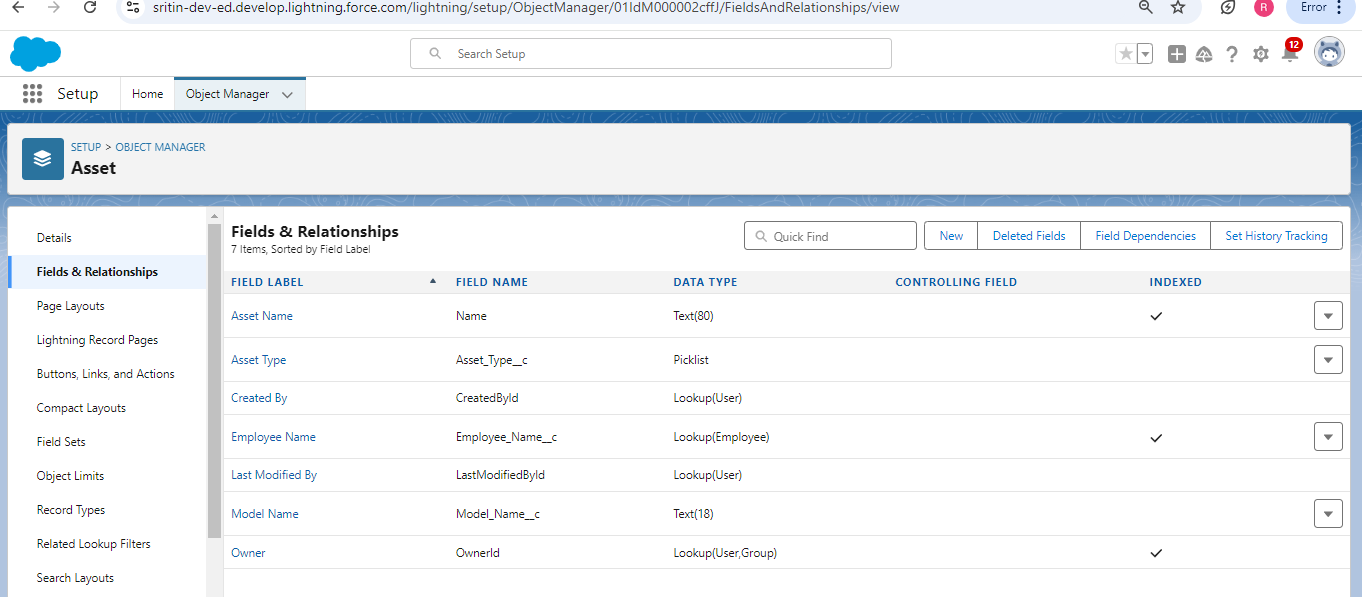 sritin-dev-ed.develop.lightning.force.com/lightning/setup/ObjectManager/01IdM000002cffJ/FieldsAndRelationships/view
R
Error
Search Setup
12
Setup
Home
Object Manager
SETUP > OBJECT MANAGER
Asset
Details
Fields & Relationships
Page Layouts
Lightning Record Pages
Buttons, Links, and Actions
Compact Layouts
Field Sets
Object Limits
Record Types
Related Lookup Filters
Search Layouts
Fields & Relationships
7 Items, Sorted by Field Label
Quick Find
New
Deleted Fields
Field Dependencies
Set History Tracking
FIELD LABEL FIELD NAME DATA TYPE CONTROLLING FIELD INDEXED
Asset Name Name Text(80)
Asset Type Asset_Type__c Picklist
Created By CreatedById Lookup(User)
Employee Name Employee_Name__c Lookup(Employee)
Last Modified By LastModifiedById Lookup(User)
Model Name Model_Name__c Text(18)
Owner OwnerId Lookup(User,Group)